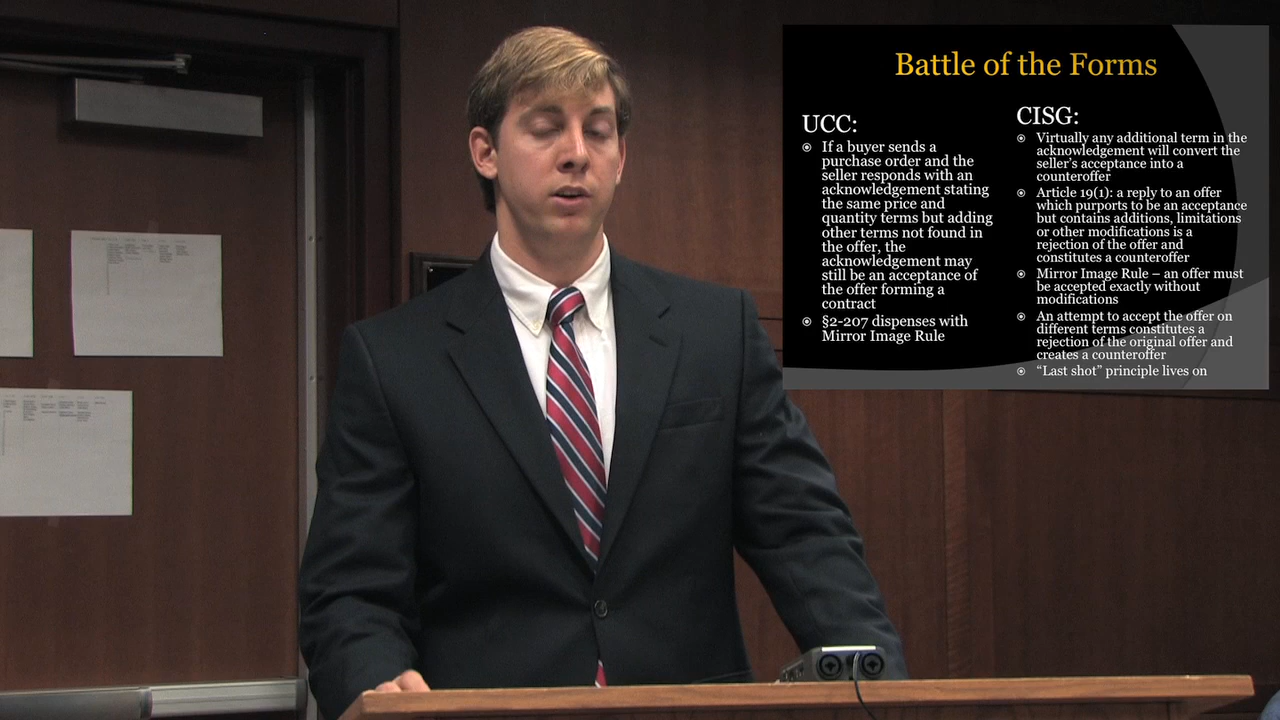 Battle of the Forms
UCC:
⦿ If a buyer sends a
purchase order and the
seller responds with an
acknowledgement stating
the same price and
quantity terms but adding
other terms not found in
the offer, the
acknowledgement may
still be an acceptance of
the offer forming a
contract
⦿ §2-207 dispenses with
Mirror Image Rule
CISG:
⦿ Virtually any additional term in the
acknowledgement will convert the
seller's acceptance into a
counteroffer
⦿ Article 19(1): a reply to an offer
which purports to be an acceptance
but contains additions, limitations
or other modifications is a
rejection of the offer and
constitutes a counteroffer
⦿ Mirror Image Rule – an offer must
be accepted exactly without
modifications
⦿ An attempt to accept the offer on
different terms constitutes a
rejection of the original offer and
creates a counteroffer
⦿ “Last shot” principle lives on